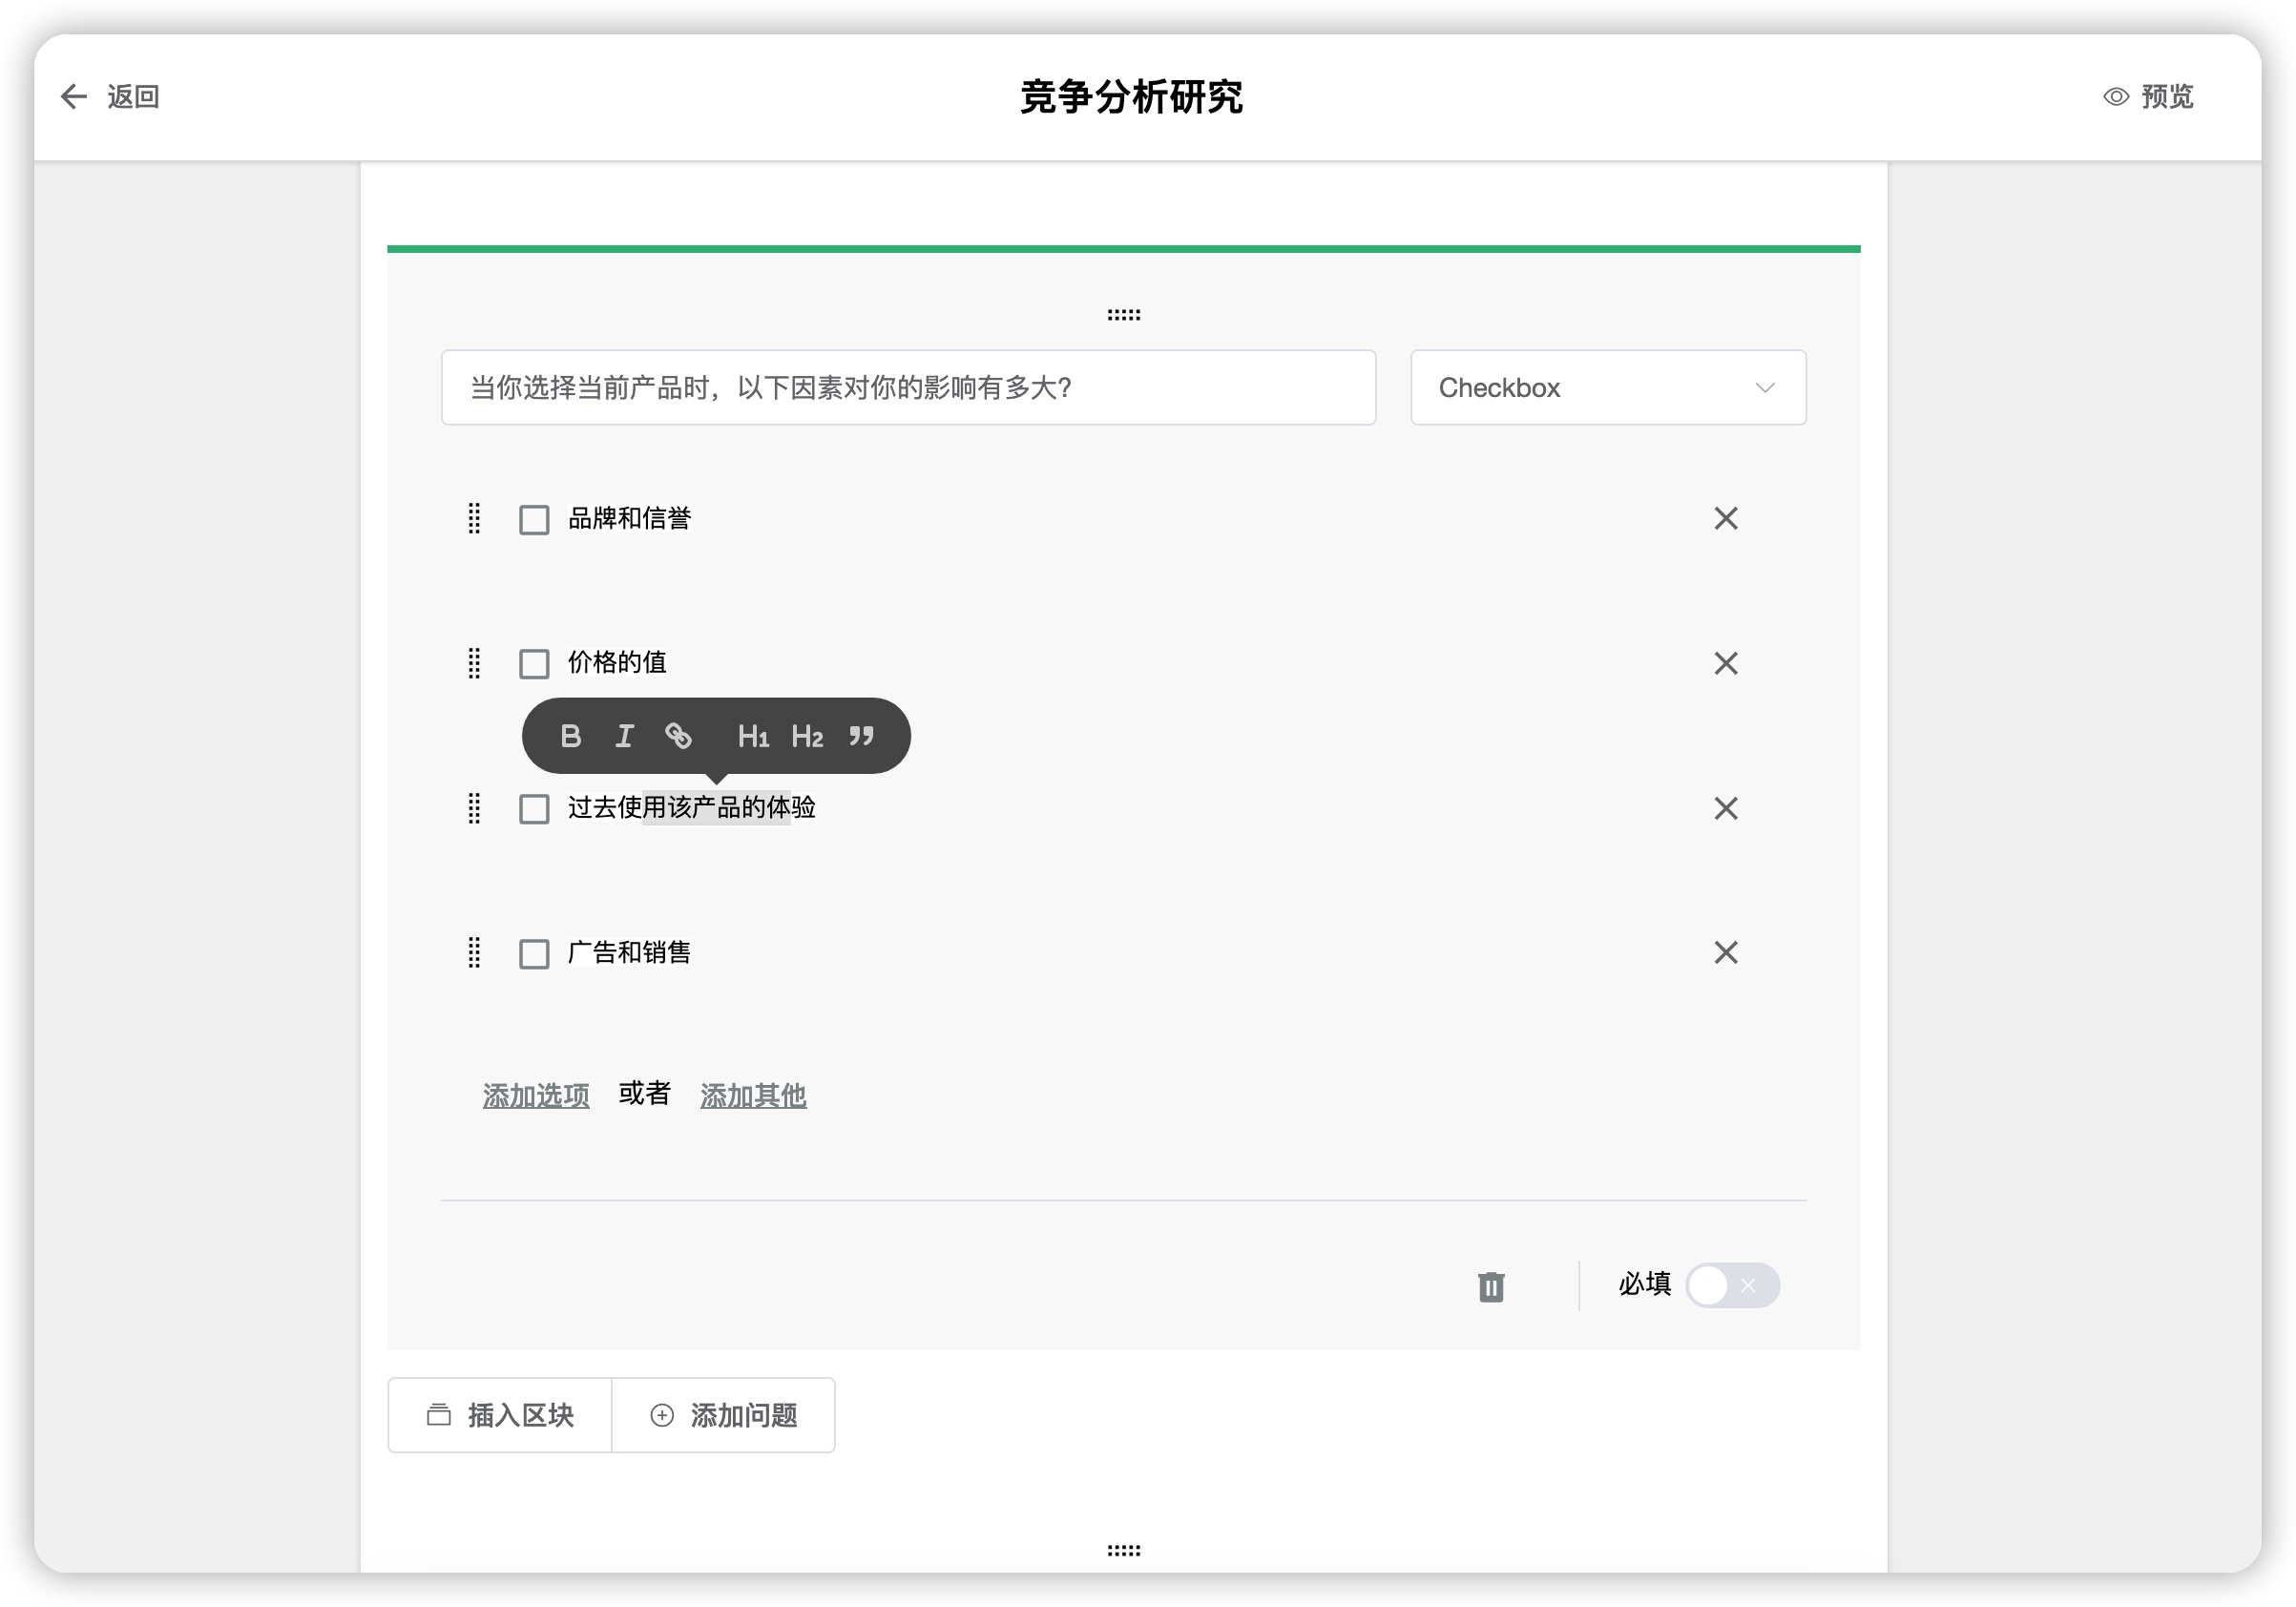 返回
竞争分析研究
预览
当你选择当前产品时，以下因素对你的影响有多大?
Checkbox
品牌和信誉
价格的值
B I H1 H2 ”
过去使用该产品的体验
广告和销售
添加选项 或者 添加其他
必填
插入区块
添加问题